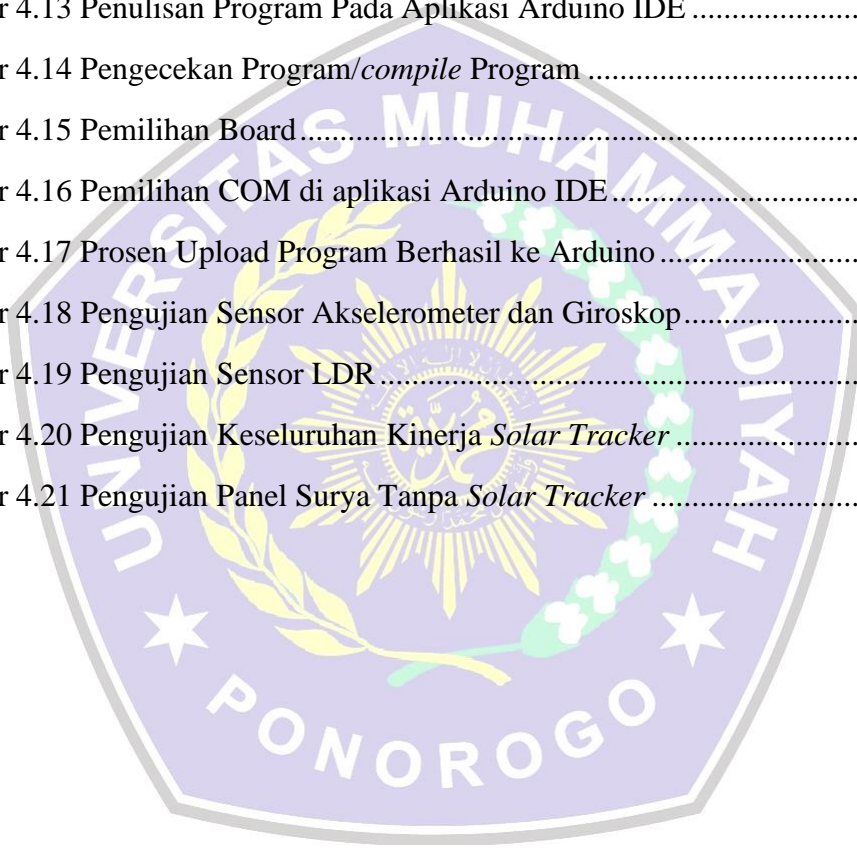 r 4.13 Penulisan Program Pada Aplikasi Arduino IDE ........................
r 4.14 Pengecekan Program/compile Program ........................................
r 4.15 Pemilihan Board ................................................................................
r 4.16 Pemilihan COM di aplikasi Arduino IDE ....................................
r 4.17 Prosen Upload Program Berhasil ke Arduino ............................
r 4.18 Pengujian Sensor Akselerometer dan Giroskop .........................
r 4.19 Pengujian Sensor LDR ....................................................................
r 4.20 Pengujian Keseluruhan Kinerja Solar Tracker ..........................
r 4.21 Pengujian Panel Surya Tanpa Solar Tracker .............................
UNIVERSITAS MUHAMMADIYAH
PONOROGO